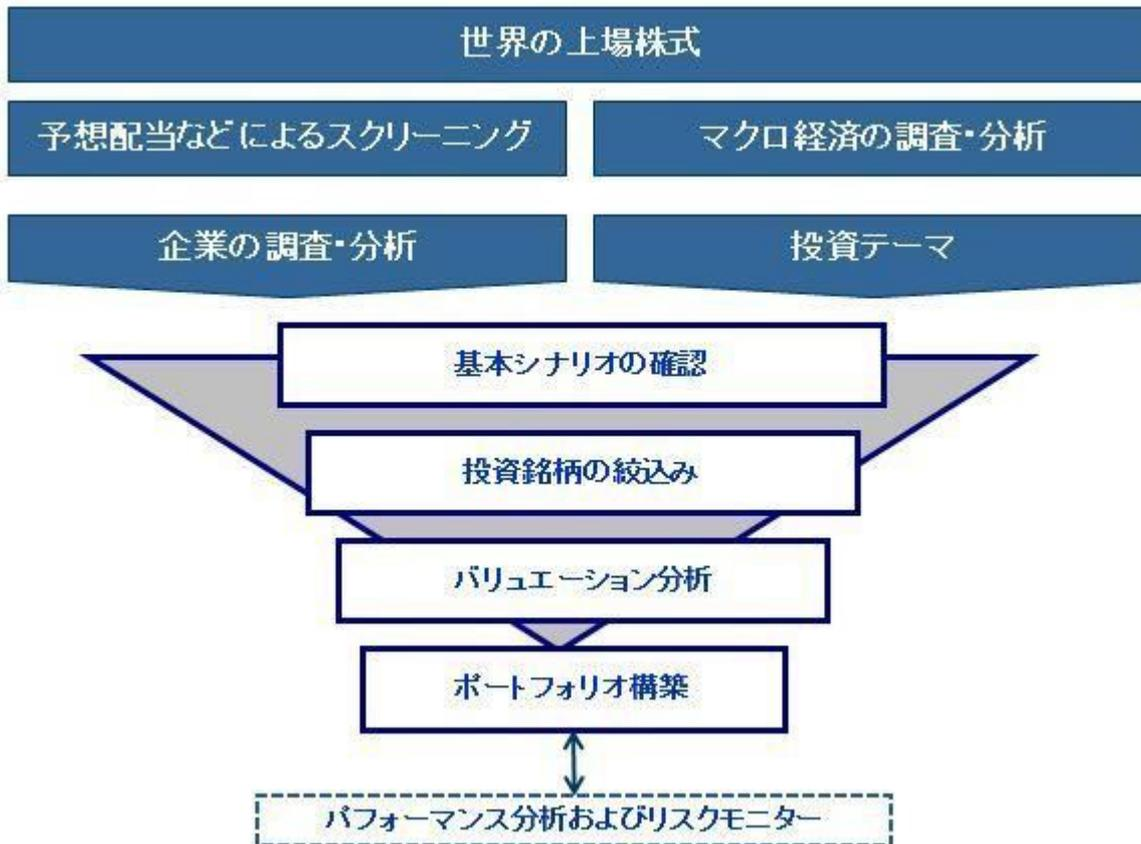 世界の上場株式
予想配当などによるスクリーニング
マクロ経済の調査・分析
企業の調査・分析
投資テーマ
基本シナリオの確認
投資銘柄の絞込み
バリュエーション分析
ポートフォリオ構築
パフォーマンス分析およびリスクモニター